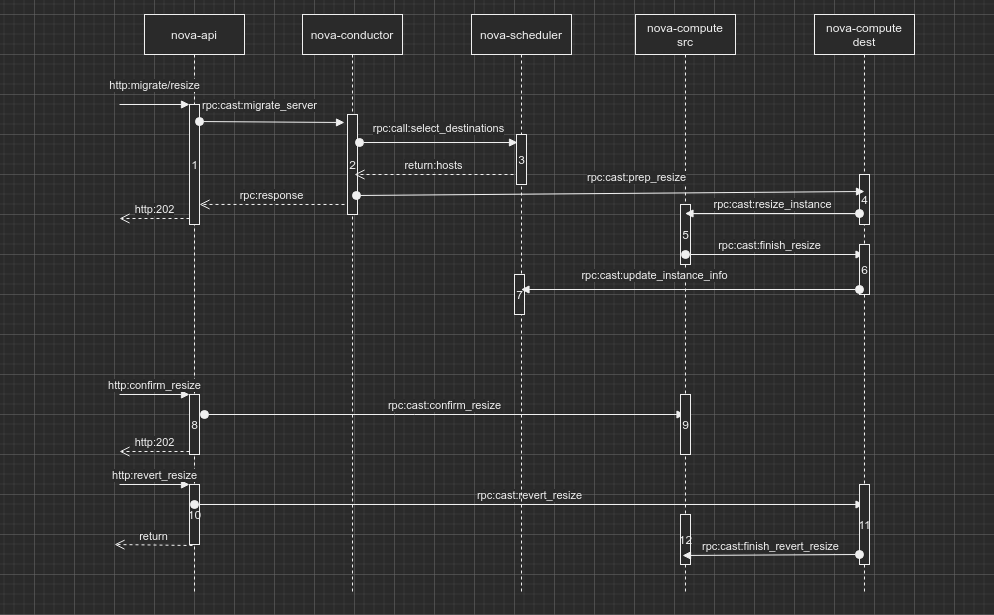 nova-api
nova-conductor
nova-scheduler
nova-compute
src
nova-compute
dest
http:migrate/resize
rpc:cast:migrate_server
rpc:call:select_destinations
1
2
3
return:hosts
rpc:cast:prep_resize
rpc:response
4
http:202
rpc:cast:resize_instance
5
rpc:cast:finish_resize
6
rpc:cast:update_instance_info
7
http:confirm_resize
rpc:cast:confirm_resize
8
9
http:202
http:revert_resize
rpc:cast:revert_resize
10
11
return
12
rpc:cast:finish_revert_resize